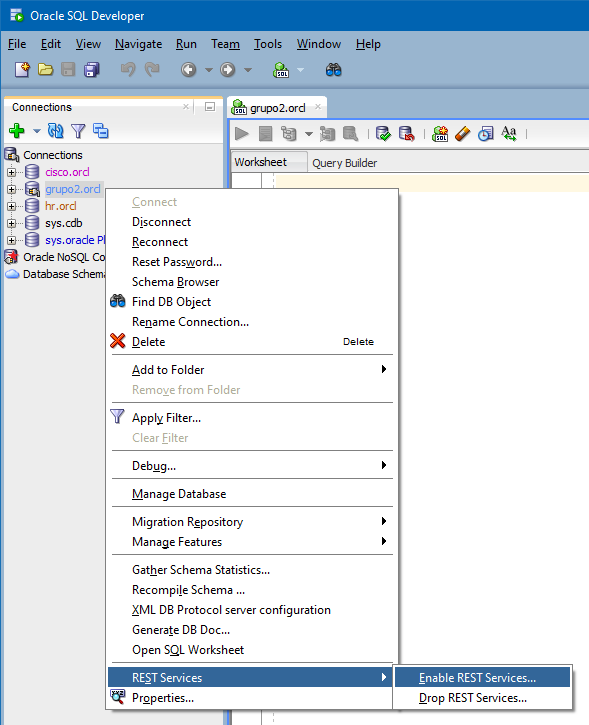 Oracle SQL Developer
File Edit View Navigate Run Team Tools Window Help
Connections
grupo2.orcl
Worksheet Query Builder
Connections
cisco.orcl
grupo2.orcl
hr.orcl
sys.cdb
sys.oracle
Oracle NoSQL
Database
Connect
Disconnect
Reconnect
Reset Password...
Schema Browser
Find DB Object
Rename Connection...
Delete Delete
Add to Folder
Remove from Folder
Apply Filter...
Clear Filter
Debug...
Manage Database
Migration Repository
Manage Features
Gather Schema Statistics...
Recompile Schema ...
XML DB Protocol server configuration
Generate DB Doc...
Open SQL Worksheet
REST Services
Properties...
Enable REST Services...
Drop REST Services...